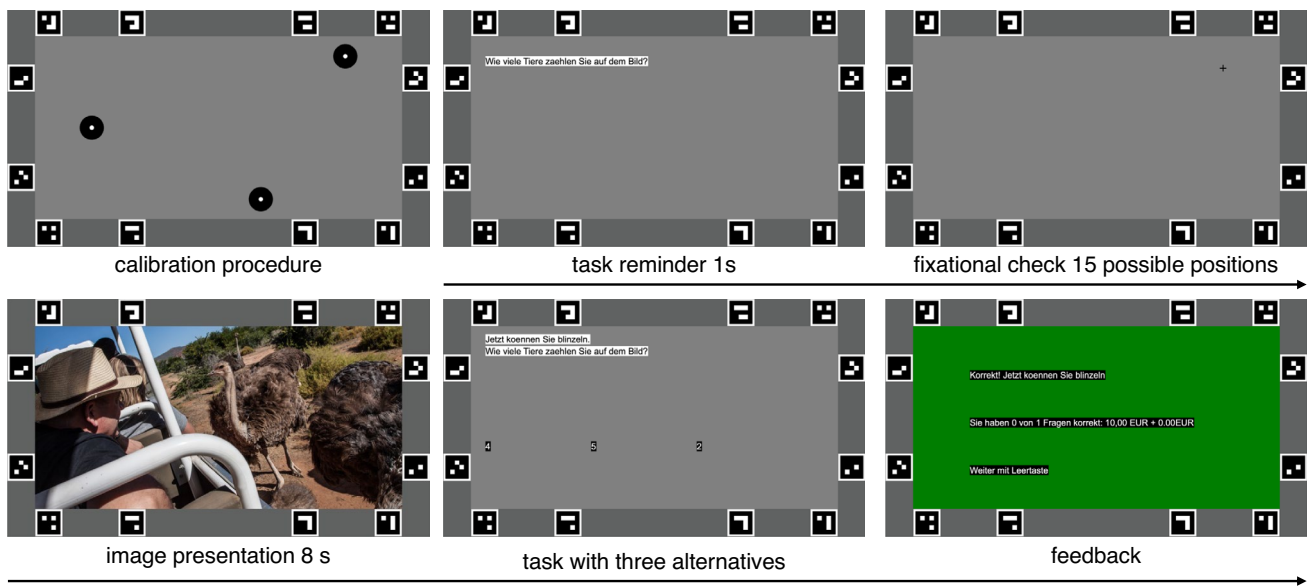 Wie viele Tiere zaehlen Sie auf dem Bild?
calibration procedure
task reminder 1s
fixational check 15 possible positions
Jetzt koennen Sie blinzeln.
Wie viele Tiere zaehlen Sie auf dem Bild?
4
5
2
Korrekt! Jetzt koennen Sie blinzeln
Sie haben 0 von 1 Fragen korrekt: 10,00 EUR + 0.00EUR
Weiter mit Leertaste
image presentation 8 s
task with three alternatives
feedback